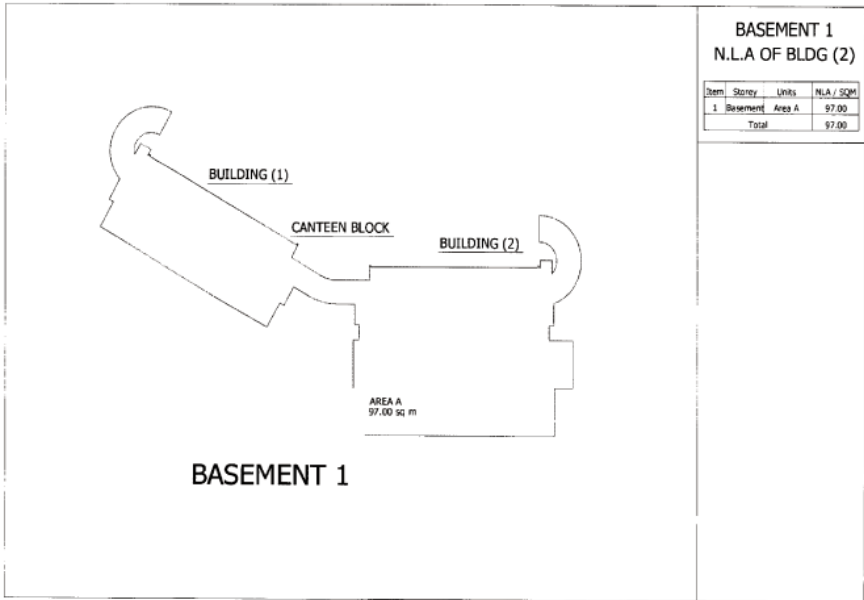 BASEMENT 1
N.L.A OF BLDG (2)
Item Storey Units NLA / SQM
1 Basement Area A 97.00
Total 97.00
BUILDING (1)
CANTEEN BLOCK
BUILDING (2)
AREA A
97.00 sq m
BASEMENT 1